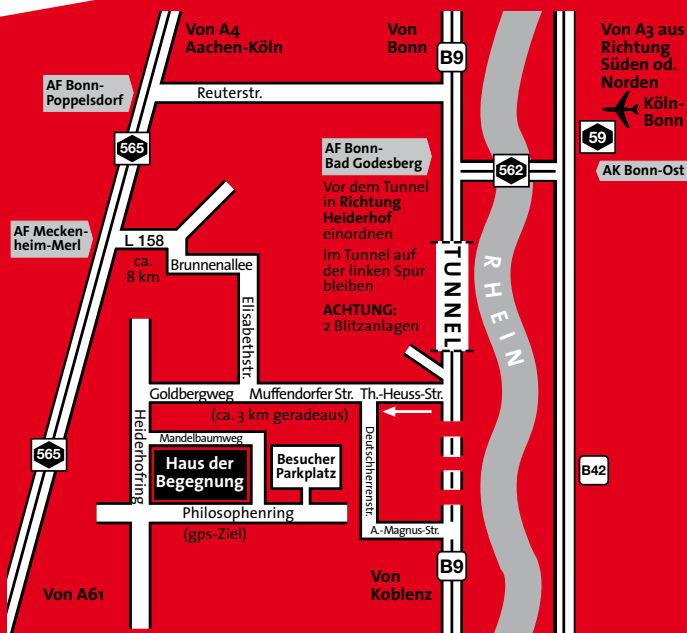 Von A4
Aachen-Köln
Von
Bonn
Von A3 aus
Richtung
Süden od.
Norden
B9
AF Bonn-
Poppelsdorf
Reuterstr.
Köln-
Bonn
59
565
AF Bonn-
Bad Godesberg
562
AK Bonn-Ost
Vor dem Tunnel
in Richtung
Heiderhof
einordnen
Im Tunnel auf
der linken Spur
bleiben
ACHTUNG:
2 Blitzanlagen
TUNNEL
RHEIN
AF Mecken-
heim-Merl
L 158
ca.
8 km
Brunnenallee
Elisabethstr.
Goldbergweg
Muffendorfer Str.
Th.-Heuss-Str.
(ca. 3 km geradeaus)
Heiderhofring
Mandelbaumweg
Deutschherrenstr.
565
Haus der
Begegnung
Besucher
Parkplatz
B42
Philosophenring
(gps-Ziel)
A.-Magnus-Str.
B9
Von A61
Von
Koblenz